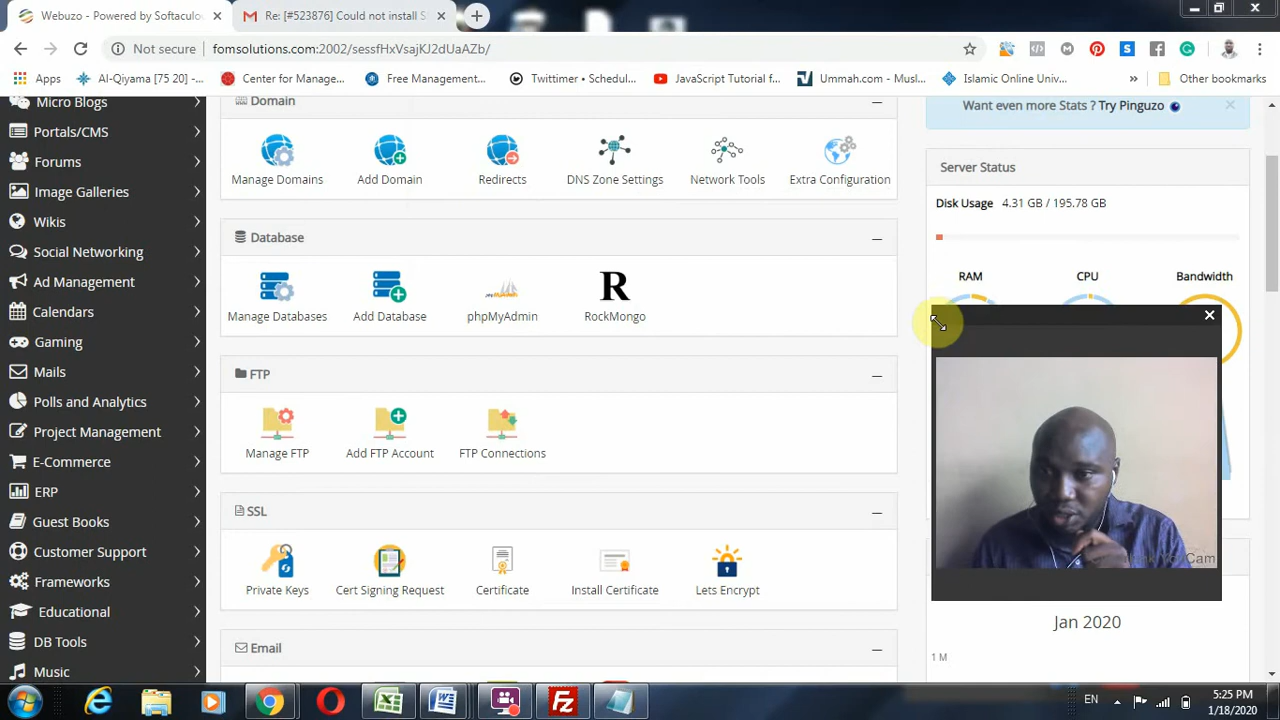 Webuzo - Powered by Softaculo
Re: [#523876] Could not install S
Not secure
fomsolutions.com:2002/sessfHxVsajKJ2dUaAZb/
Apps
Al-Qiyama [75 20] -...
Center for Manage...
Free Management...
Twittimer • Schedul...
JavaScript Tutorial f...
Ummah.com - Musl...
Islamic Online Univ...
»
Other bookmarks
Micro Blogs
Portals/CMS
Forums
Image Galleries
Wikis
Social Networking
Ad Management
Calendars
Gaming
Mails
Polls and Analytics
Project Management
E-Commerce
ERP
Guest Books
Customer Support
Frameworks
Educational
DB Tools
Music
Domain
Manage Domains
Add Domain
Redirects
DNS Zone Settings
Network Tools
Extra Configuration
Database
Manage Databases
Add Database
phpMyAdmin
R
RockMongo
FTP
Manage FTP
Add FTP Account
FTP Connections
SSL
Private Keys
Cert Signing Request
Certificate
Install Certificate
Lets Encrypt
Email
Want even more Stats ? Try Pinguzo
Server Status
Disk Usage 4.31 GB / 195.78 GB
RAM
CPU
Bandwidth
Cam
Jan 2020
1 M
EN
5:25 PM
1/18/2020